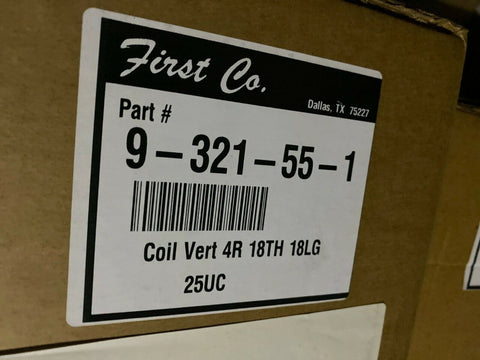 First Co.
Dallas, TX 75227
Part #
9-321-55-1
Coil Vert 4R 18TH 18LG
25UC